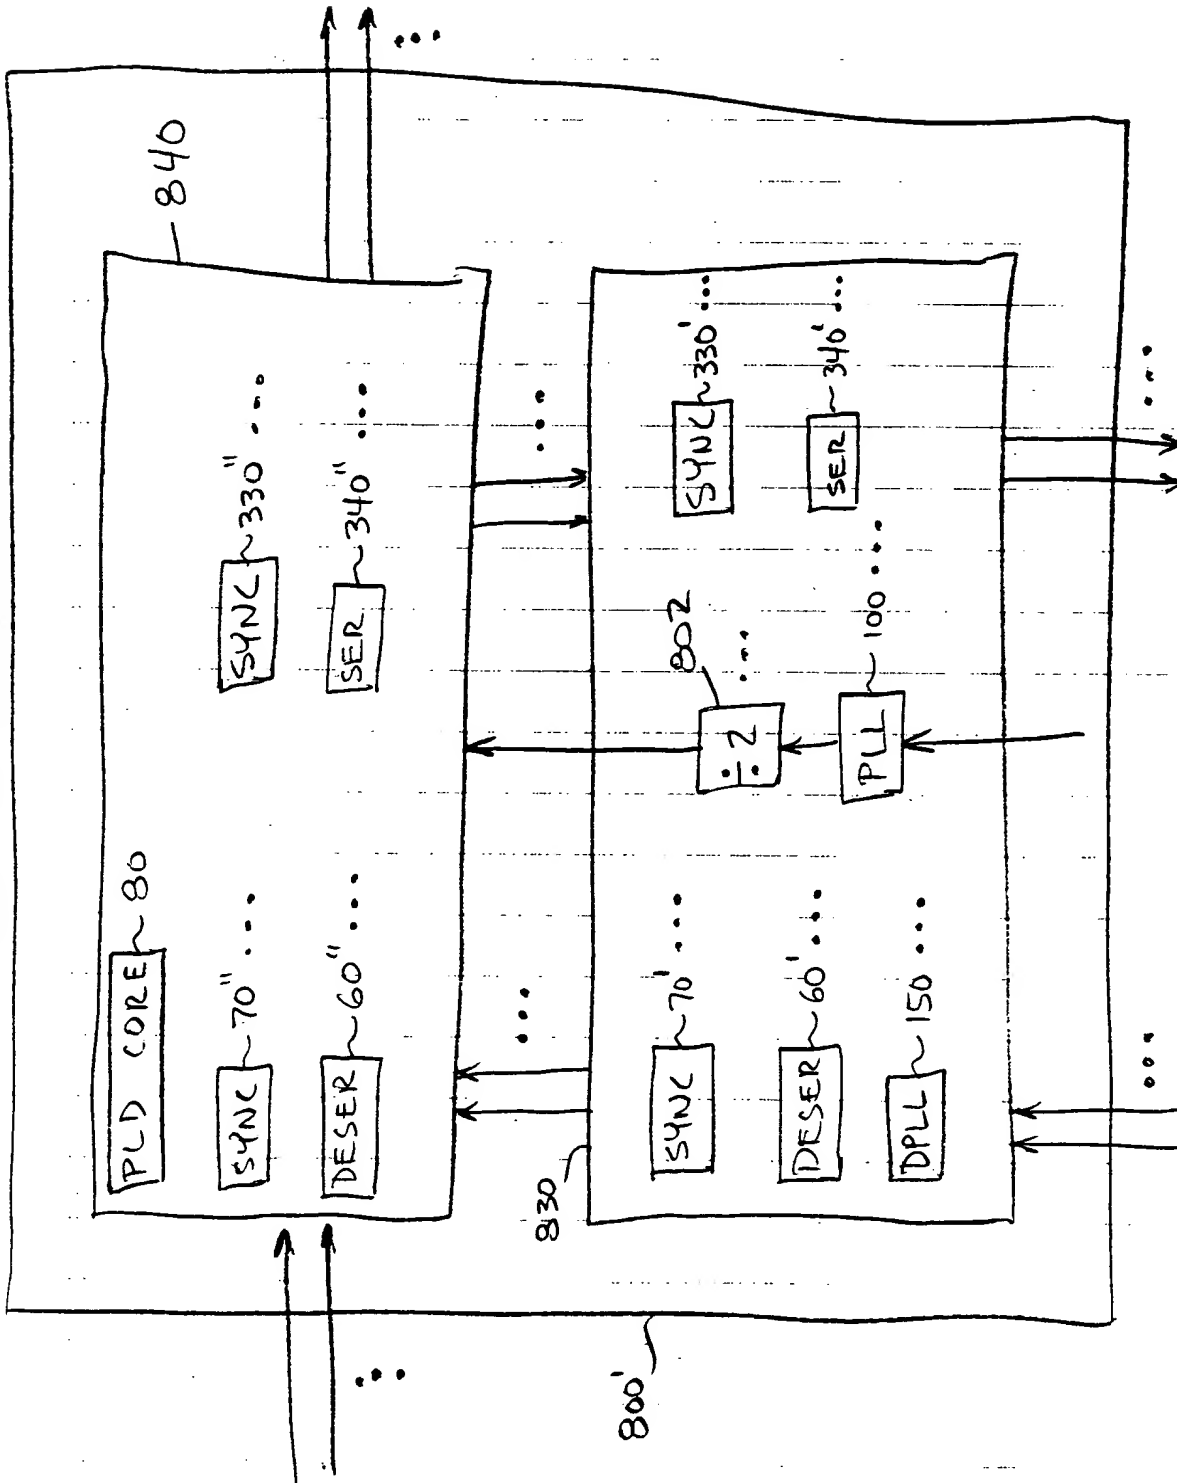 840
PLD CORE 80
SYNC 70" ...
SYNC 330" ...
DESER 60" ...
SER 340" ...
...
...
...
...
830
SYNC 70' ...
÷2 802 ...
SYNC 330' ...
DESER 60' ...
PLL 100 ...
SER 340' ...
DPLL 150 ...
...
...
800'